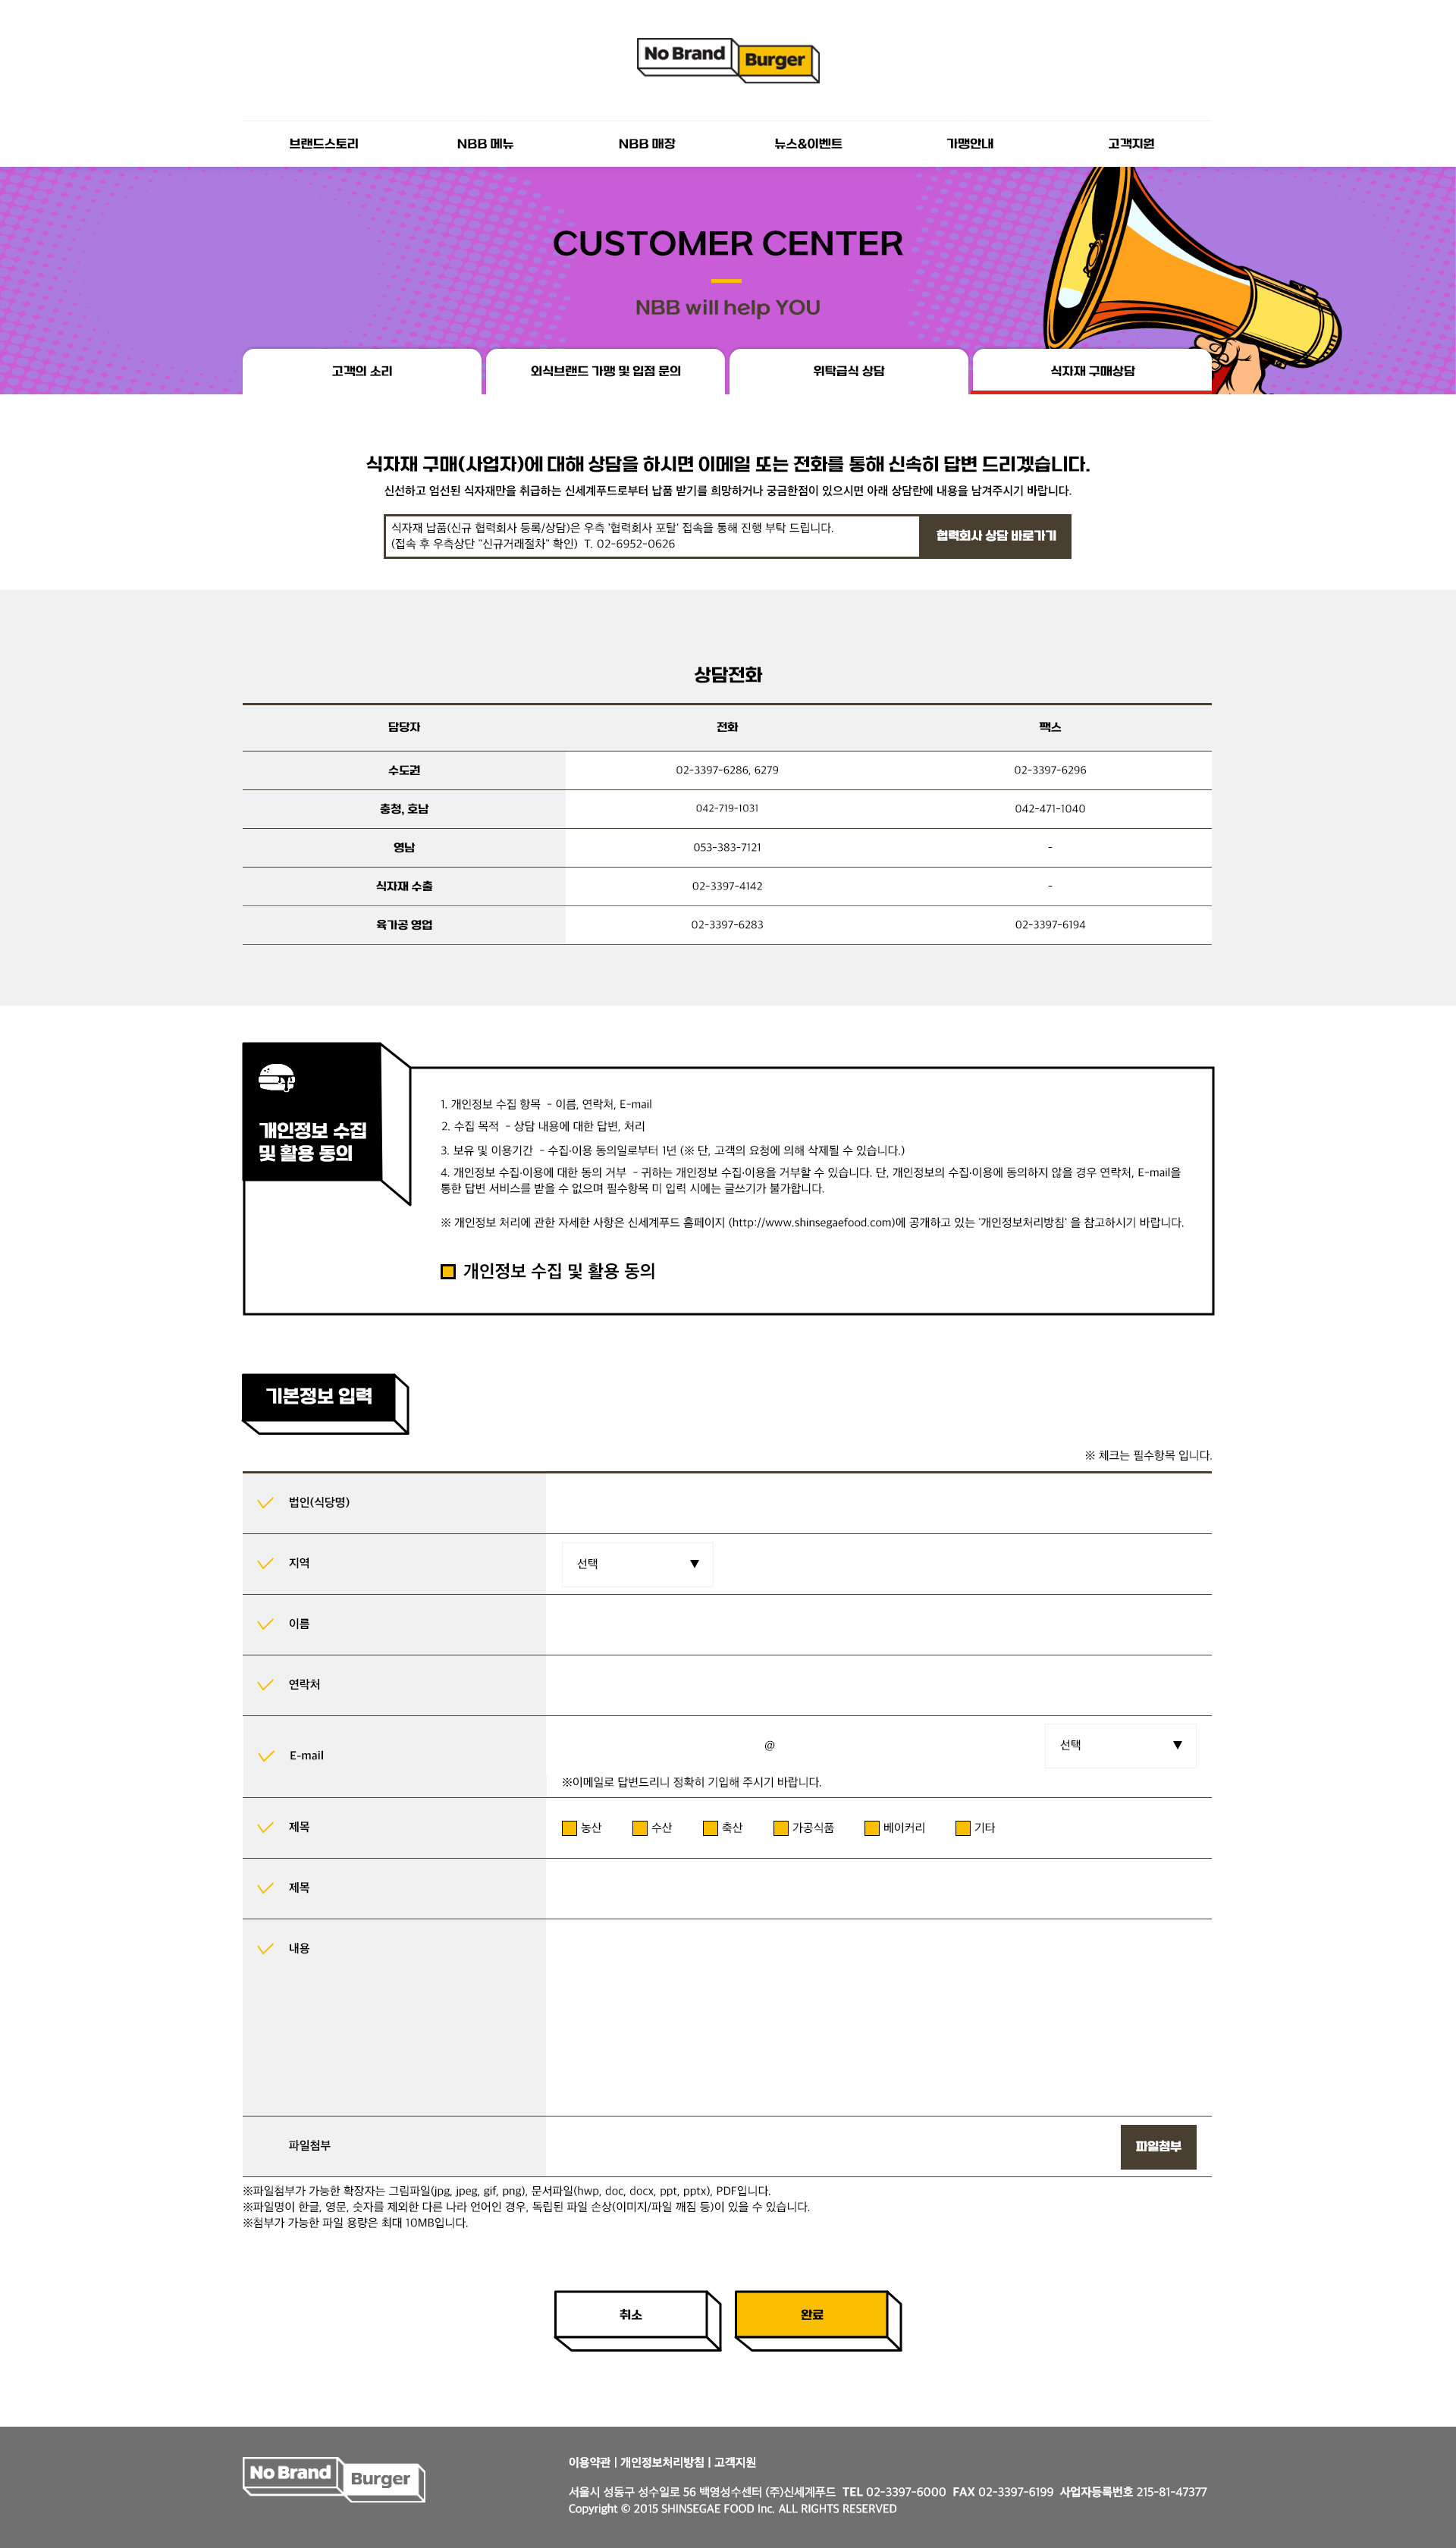 No Brand Burger
브랜드스토리 NBB 메뉴 NBB 매장 뉴스&이벤트 가맹안내 고객지원
CUSTOMER CENTER
NBB will help YOU
고객의 소리 외식브랜드 가맹 및 입점 문의 위탁급식 상담 식자재 구매상담
식자재 구매(사업자)에 대해 상담을 하시면 이메일 또는 전화를 통해 신속히 답변 드리겠습니다.
신선하고 엄선된 식자재만을 취급하는 신세계푸드로부터 납품 받기를 희망하거나 궁금한점이 있으시면 아래 상담란에 내용을 남겨주시기 바랍니다.
식자재 납품(신규 협력회사 등록/상담)은 우측 '협력회사 포탈' 접속을 통해 진행 부탁 드립니다.
(접속 후 우측상단 "신규거래절차" 확인) T. 02-6952-0626
협력회사 상담 바로가기
상담전화
담당자 전화 팩스
수도권 02-3397-6286, 6279 02-3397-6296
충청, 호남 042-719-1031 042-471-1040
영남 053-383-7121 -
식자재 수출 02-3397-4142 -
육가공 영업 02-3397-6283 02-3397-6194
개인정보 수집
및 활용 동의
1. 개인정보 수집 항목 - 이름, 연락처, E-mail
2. 수집 목적 - 상담 내용에 대한 답변, 처리
3. 보유 및 이용기간 - 수집·이용 동의일로부터 1년 (※ 단, 고객의 요청에 의해 삭제될 수 있습니다.)
4. 개인정보 수집·이용에 대한 동의 거부 - 귀하는 개인정보 수집·이용을 거부할 수 있습니다. 단, 개인정보의 수집·이용에 동의하지 않을 경우 연락처, E-mail을
통한 답변 서비스를 받을 수 없으며 필수항목 미 입력 시에는 글쓰기가 불가합니다.
※ 개인정보 처리에 관한 자세한 사항은 신세계푸드 홈페이지 (http://www.shinsegaefood.com)에 공개하고 있는 '개인정보처리방침' 을 참고하시기 바랍니다.
개인정보 수집 및 활용 동의
기본정보 입력
※ 체크는 필수항목 입니다.
법인(식당명)
지역 선택 ▼
이름
연락처
E-mail @ 선택 ▼
※이메일로 답변드리니 정확히 기입해 주시기 바랍니다.
제목 농산 수산 축산 가공식품 베이커리 기타
제목
내용
파일첨부 파일첨부
※파일첨부가 가능한 확장자는 그림파일(jpg, jpeg, gif, png), 문서파일(hwp, doc, docx, ppt, pptx), PDF입니다.
※파일명이 한글, 영문, 숫자를 제외한 다른 나라 언어인 경우, 독립된 파일 손상(이미지/파일 깨짐 등)이 있을 수 있습니다.
※첨부가 가능한 파일 용량은 최대 10MB입니다.
취소 완료
No Brand Burger
이용약관 | 개인정보처리방침 | 고객지원
서울시 성동구 성수일로 56 백영성수센터 (주)신세계푸드 TEL 02-3397-6000 FAX 02-3397-6199 사업자등록번호 215-81-47377
Copyright © 2015 SHINSEGAE FOOD Inc. ALL RIGHTS RESERVED